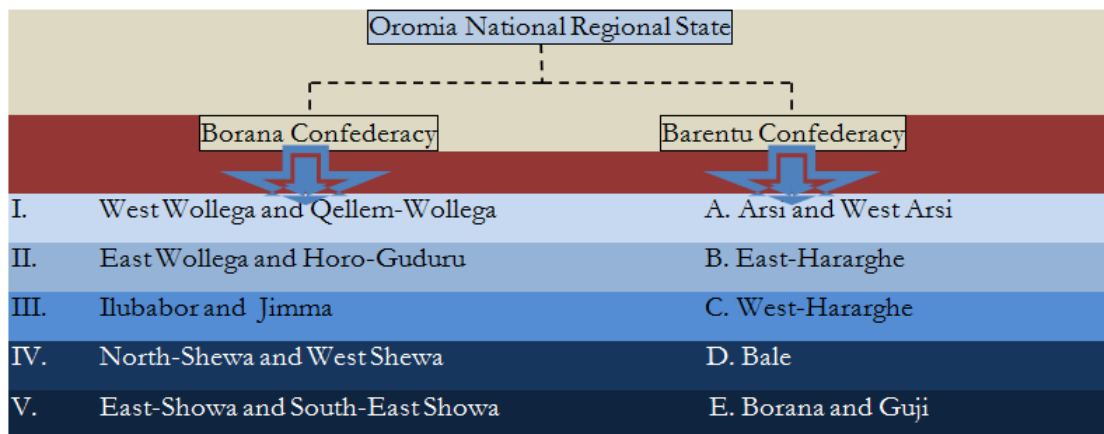 Oromia National Regional State
Borana Confederacy Barentu Confederacy
I. West Wollega and Qellem-Wollega A. Arsi and West Arsi
II. East Wollega and Horo-Guduru B. East-Hararghe
III. Ilubabor and Jimma C. West-Hararghe
IV. North-Shewa and West Shewa D. Bale
V. East-Showa and South-East Showa E. Borana and Guji